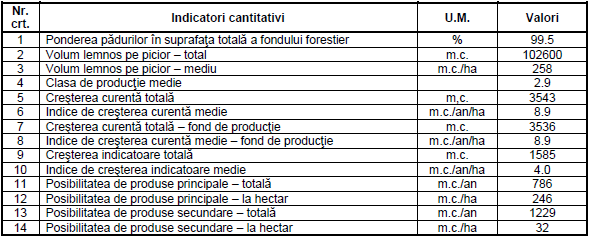 Nr. crt. Indicatori cantitativi U.M. Valori
1 Ponderea pădurilor în suprafaţa totală a fondului forestier % 99.5
2 Volum lemnos pe picior – total m.c. 102600
3 Volum lemnos pe picior – mediu m.c./ha 258
4 Clasa de producţie medie 2.9
5 Creşterea curentă totală m,c. 3543
6 Indice de creşterea curentă medie m.c./an/ha 8.9
7 Creşterea curentă totală – fond de producţie m.c. 3536
8 Indice de creşterea curentă medie – fond de producţie m.c./an/ha 8.9
9 Creşterea indicatoare totală m.c. 1585
10 Indice de creşterea indicatoare medie m.c./an/ha 4.0
11 Posibilitatea de produse principale – totală m.c./an 786
12 Posibilitatea de produse principale – la hectar m.c./ha 246
13 Posibilitatea de produse secundare – totală m.c./an 1229
14 Posibilitatea de produse secundare – la hectar m.c./ha 32